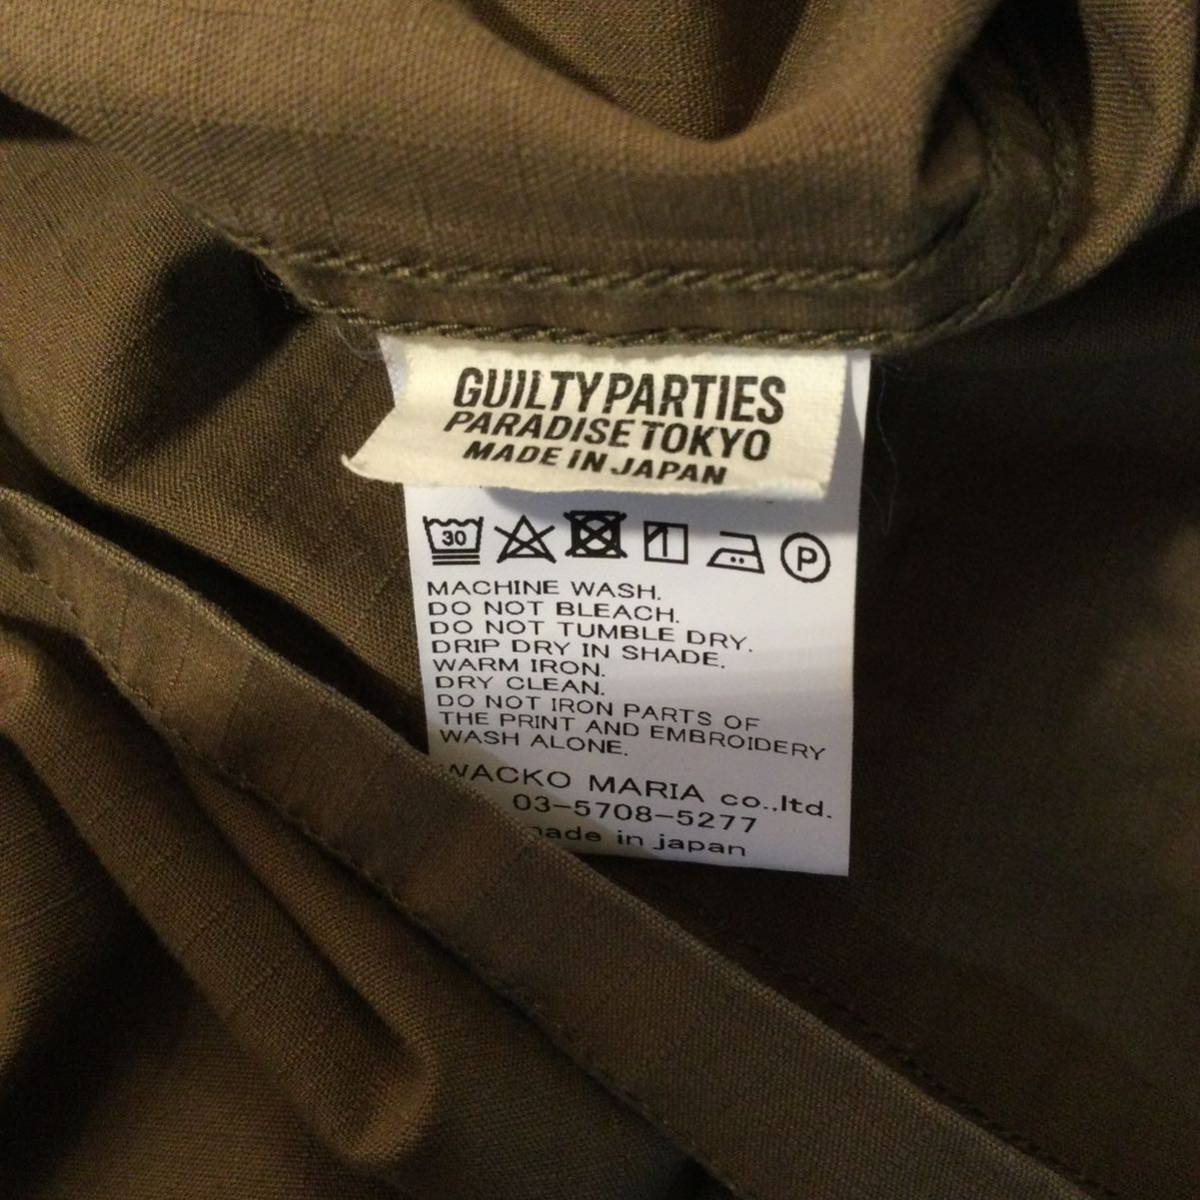 GUILTY PARTIES
PARADISE TOKYO
MADE IN JAPAN
30 P
MACHINE WASH.
DO NOT BLEACH.
DO NOT TUMBLE DRY.
DRIP DRY IN SHADE.
WARM IRON.
DRY CLEAN.
DO NOT IRON PARTS OF
THE PRINT AND EMBROIDERY
WASH ALONE.
WACKO MARIA co.,ltd.
03-5708-5277
made in japan